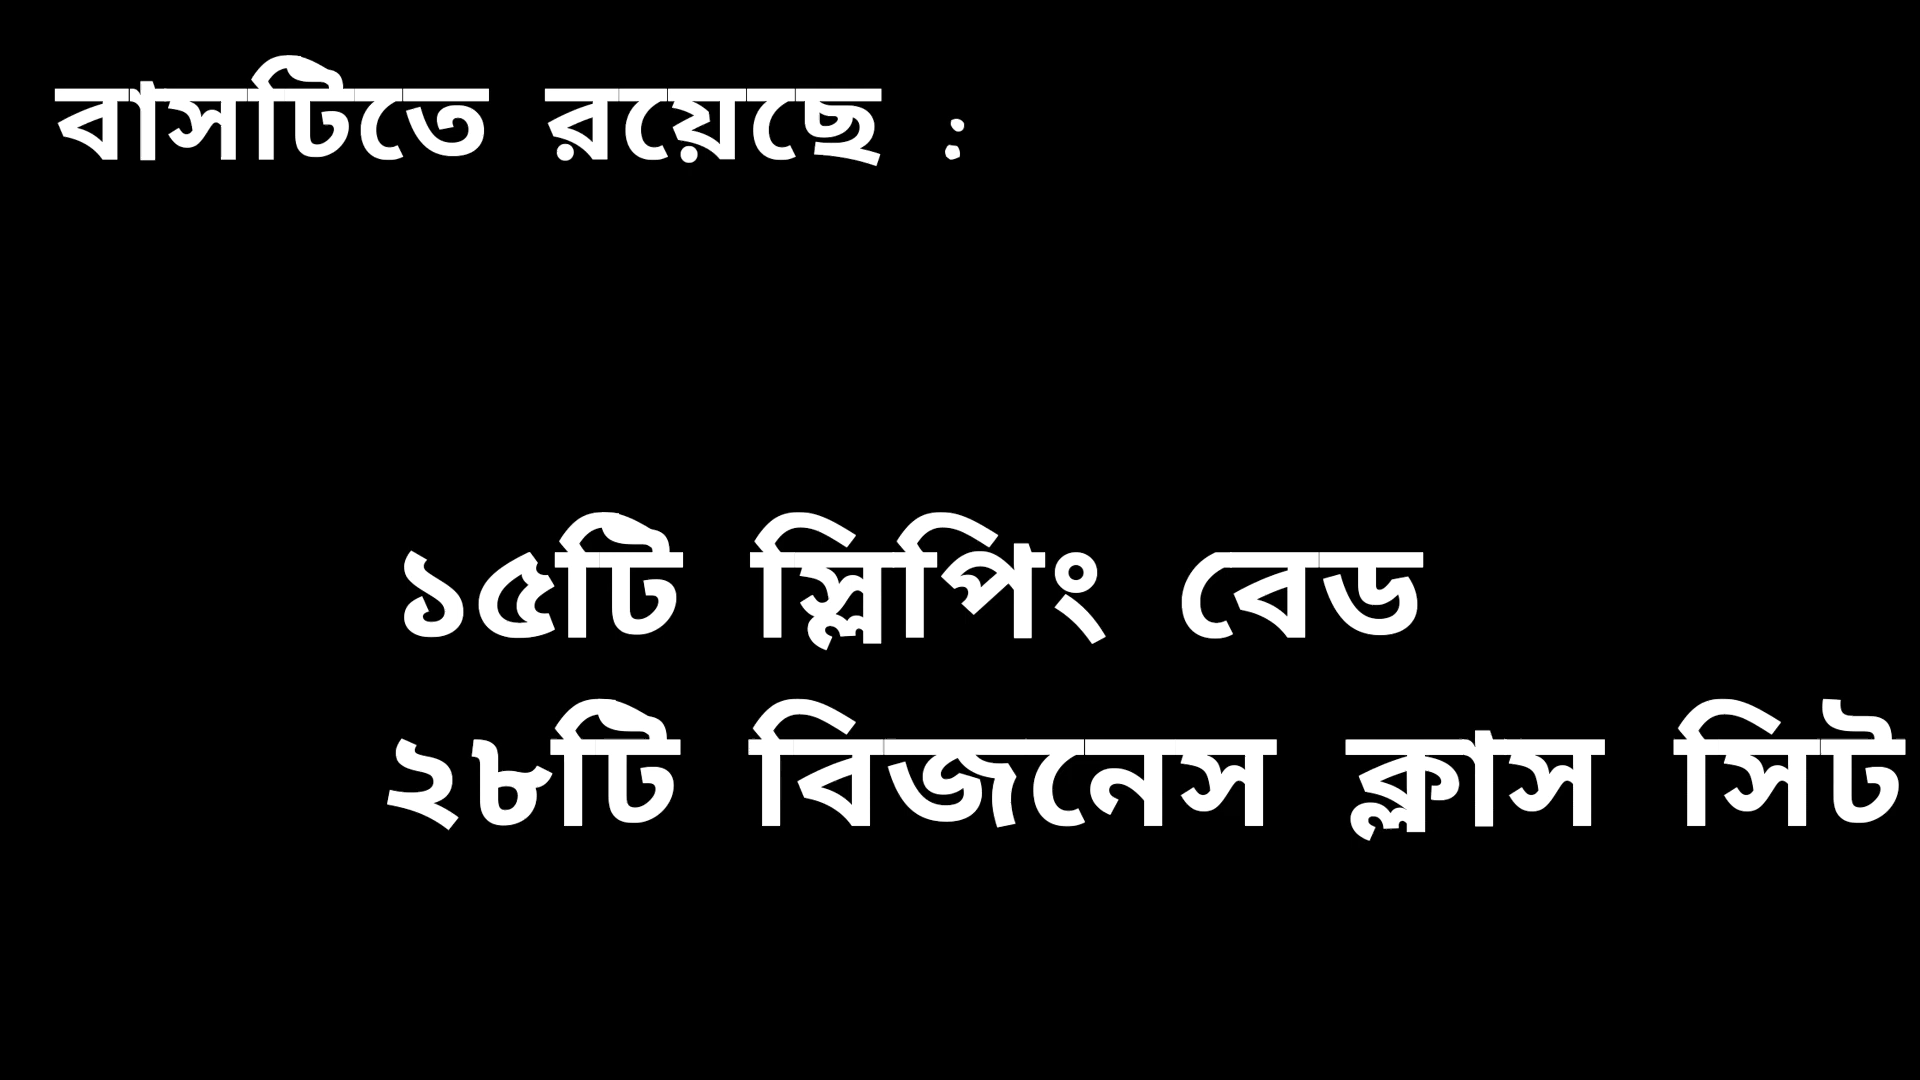 বাসটিতে রয়েছে :
১৫টি স্লিপিং বেড
২৮টি বিজনেস ক্লাস সিট